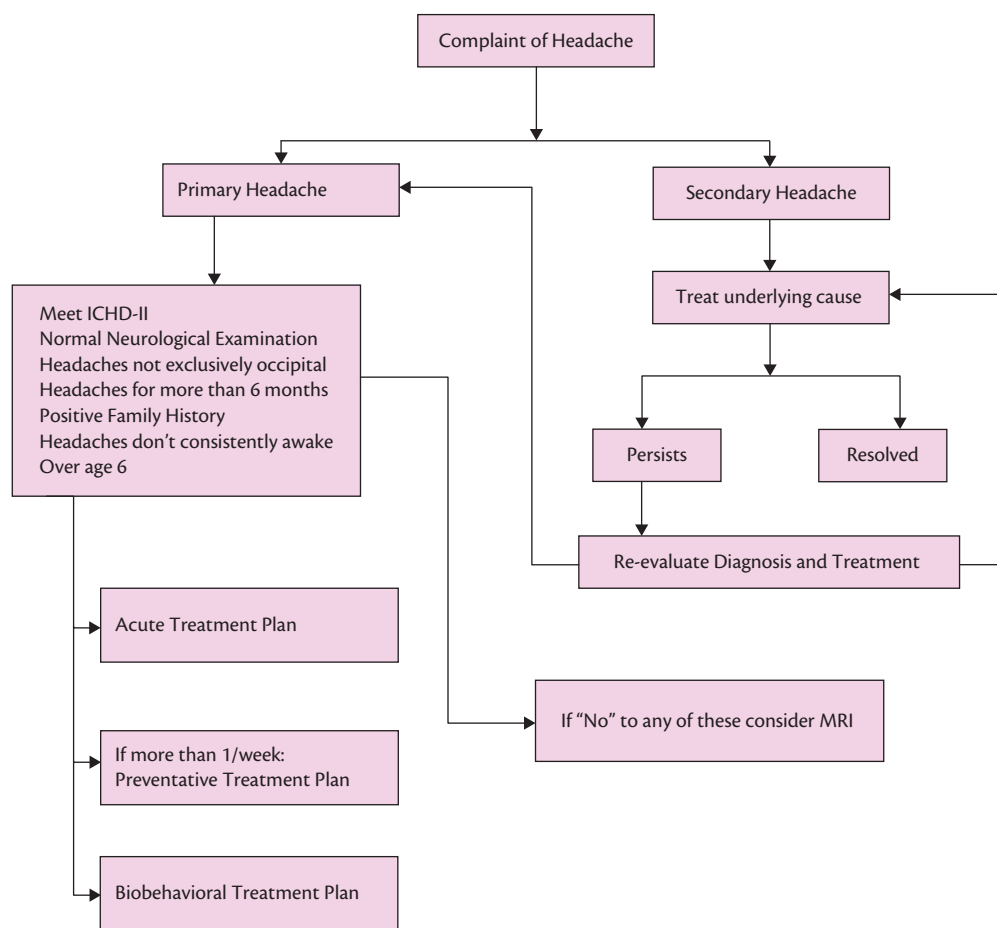 Complaint of Headache
Primary Headache
Secondary Headache
Meet ICHD-II
Normal Neurological Examination
Headaches not exclusively occipital
Headaches for more than 6 months
Positive Family History
Headaches don’t consistently awake
Over age 6
Treat underlying cause
Persists
Resolved
Re-evaluate Diagnosis and Treatment
Acute Treatment Plan
If more than 1/week:
Preventative Treatment Plan
Biobehavioral Treatment Plan
If “No” to any of these consider MRI